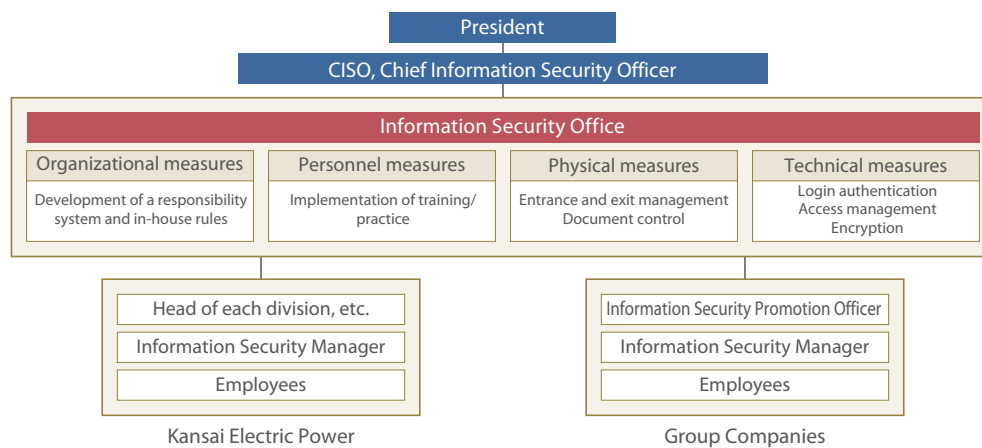 President
CISO, Chief Information Security Officer
Information Security Office
Organizational measures
Development of a responsibility
system and in-house rules
Personnel measures
Implementation of training/
practice
Physical measures
Entrance and exit management
Document control
Technical measures
Login authentication
Access management
Encryption
Head of each division, etc.
Information Security Manager
Employees
Kansai Electric Power
Information Security Promotion Officer
Information Security Manager
Employees
Group Companies